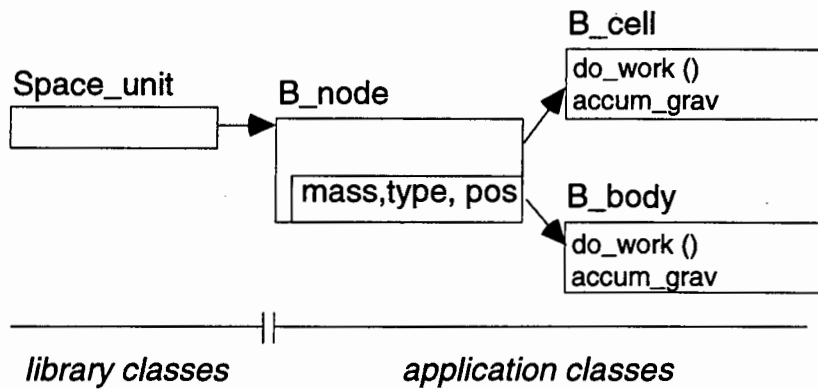 Space_unit
B_node
mass,type, pos
B_cell
do_work ()
accum_grav
B_body
do_work ()
accum_grav
library classes
application classes